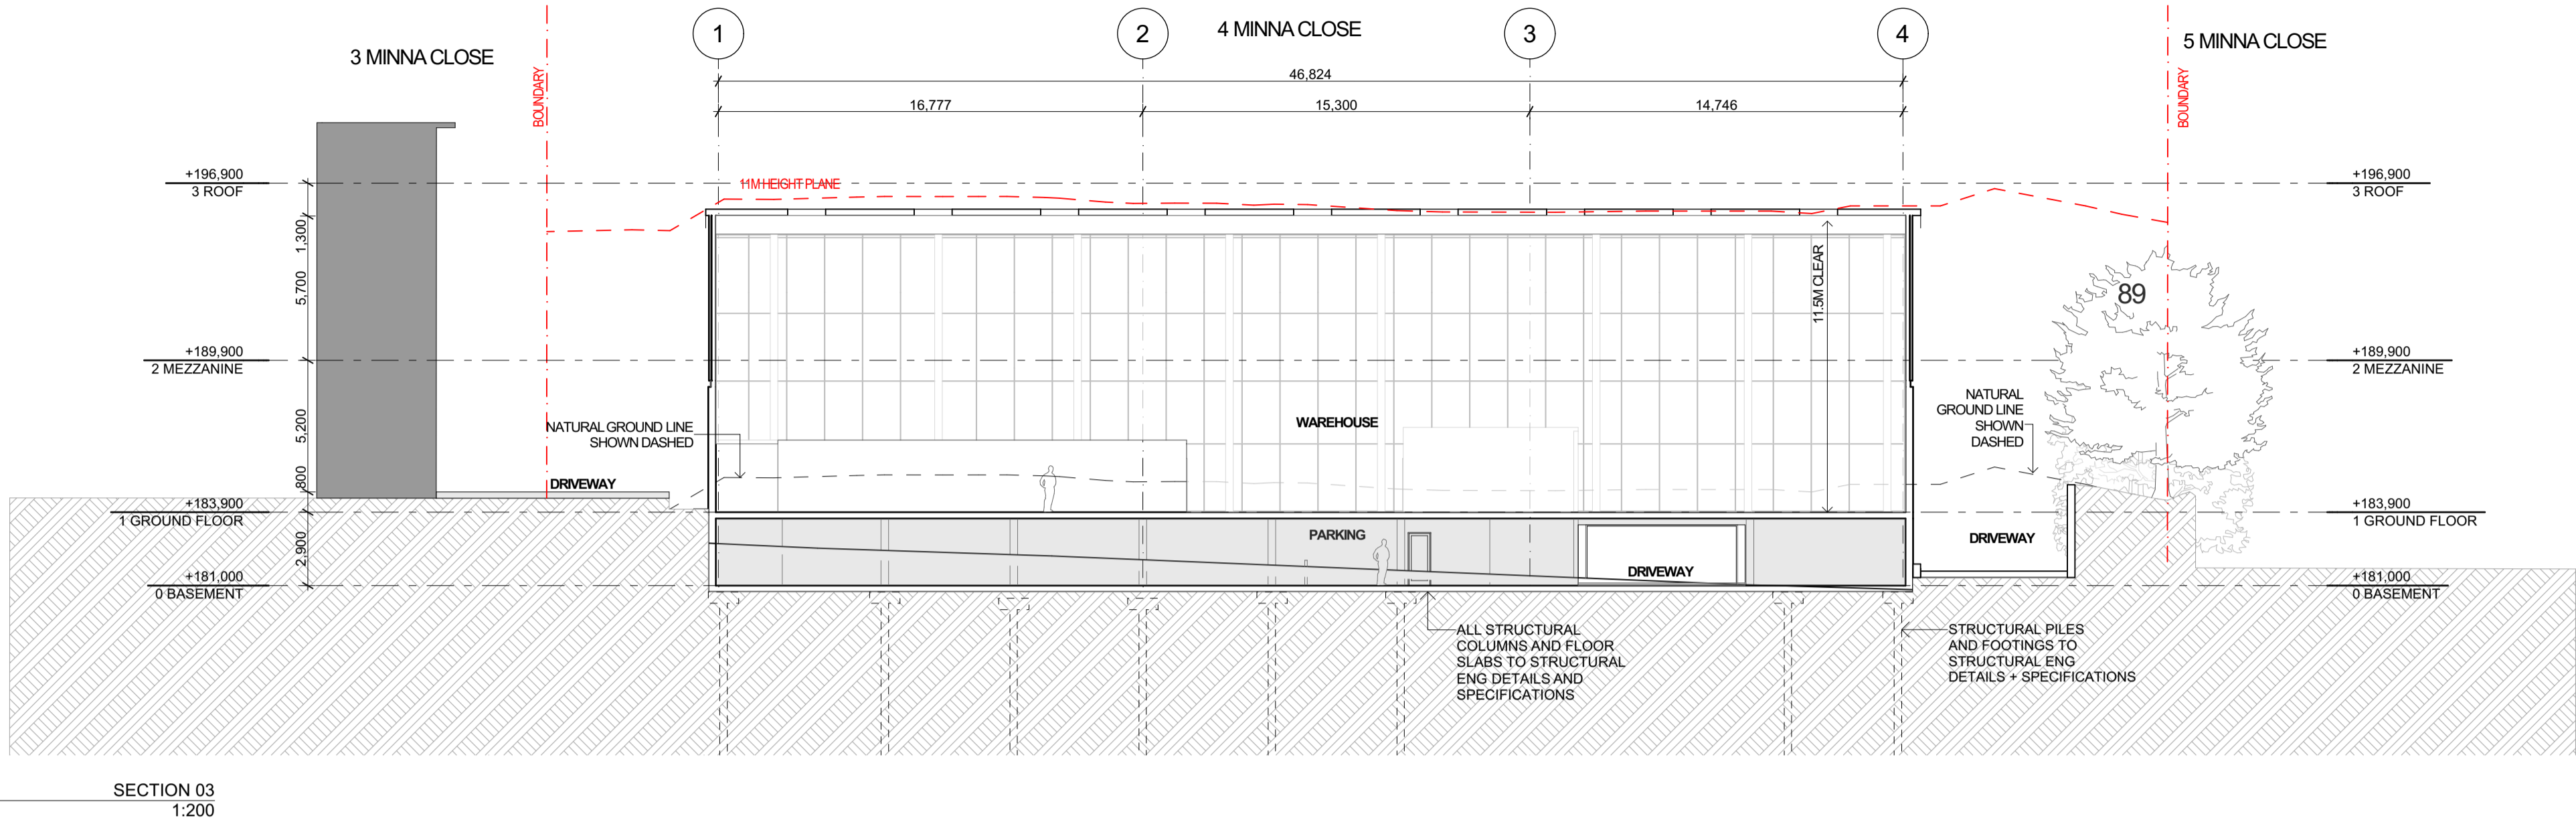 3 MINNA CLOSE
4 MINNA CLOSE
5 MINNA CLOSE
1
2
3
4
BOUNDARY
BOUNDARY
46,824
16,777
15,300
14,746
+196,900
3 ROOF
11M HEIGHT PLANE
+196,900
3 ROOF
1,300
5,700
11.5M CLEAR
89
+189,900
2 MEZZANINE
+189,900
2 MEZZANINE
5,200
NATURAL GROUND LINE
SHOWN DASHED
WAREHOUSE
NATURAL
GROUND LINE
SHOWN
DASHED
800
DRIVEWAY
+183,900
1 GROUND FLOOR
+183,900
1 GROUND FLOOR
2,900
PARKING
DRIVEWAY
DRIVEWAY
+181,000
0 BASEMENT
+181,000
0 BASEMENT
ALL STRUCTURAL
COLUMNS AND FLOOR
SLABS TO STRUCTURAL
ENG DETAILS AND
SPECIFICATIONS
STRUCTURAL PILES
AND FOOTINGS TO
STRUCTURAL ENG
DETAILS + SPECIFICATIONS
SECTION 03
1:200